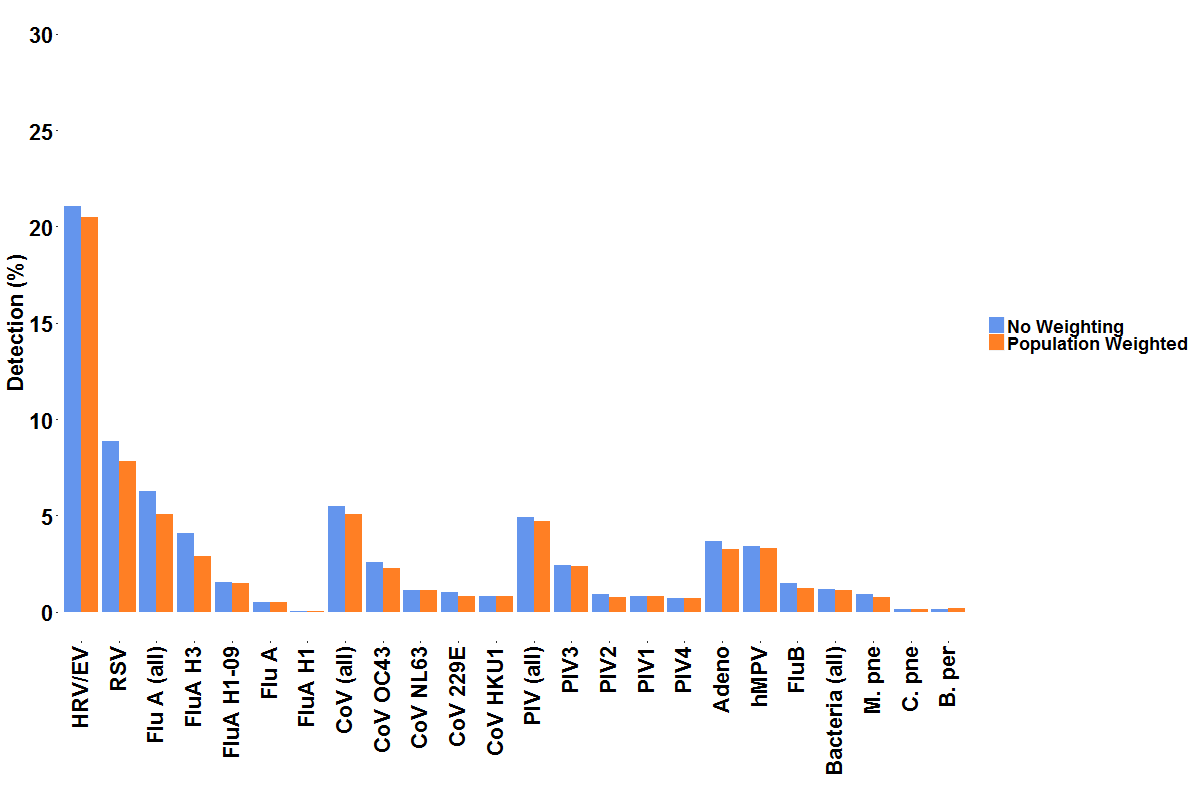 30
25
20
15
10
5
0
Detection (%)
HRV/EV
RSV
Flu A (all)
FluA H3
FluA H1-09
Flu A
FluA H1
CoV (all)
CoV OC43
CoV NL63
CoV 229E
CoV HKU1
PIV (all)
PIV3
PIV2
PIV1
PIV4
Adeno
hMPV
FluB
Bacteria (all)
M. pne
C. pne
B. per
No Weighting
Population Weighted